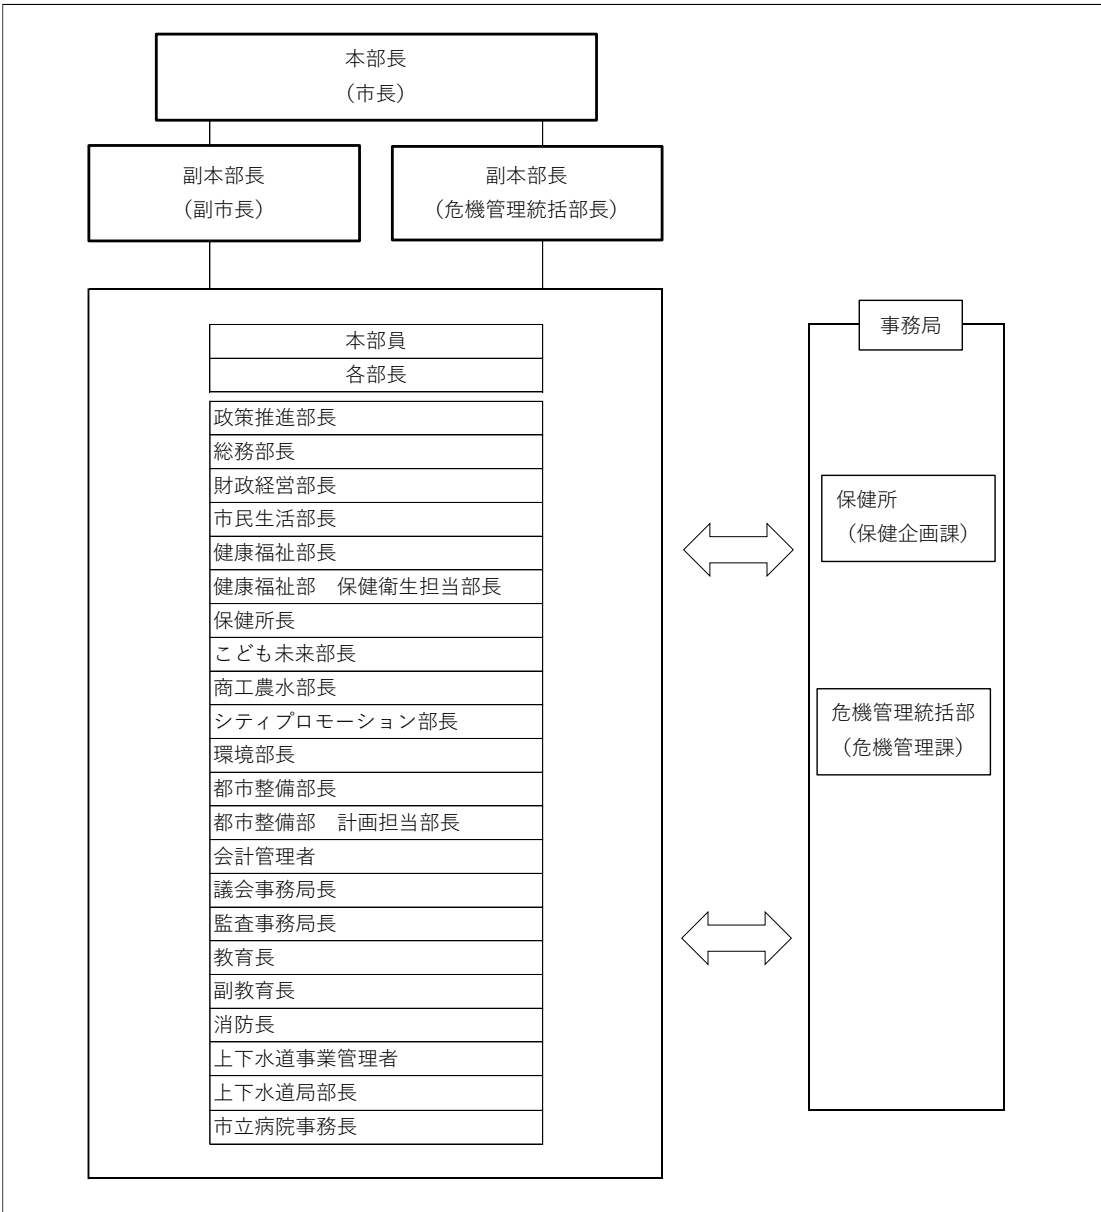 本部長
（市長）
副本部長
（副市長）
副本部長
（危機管理統括部長）
本部員
各部長
政策推進部長
総務部長
財政経営部長
市民生活部長
健康福祉部長
健康福祉部　保健衛生担当部長
保健所長
こども未来部長
商工農水部長
シティプロモーション部長
環境部長
都市整備部長
都市整備部　計画担当部長
会計管理者
議会事務局長
監査事務局長
教育長
副教育長
消防長
上下水道事業管理者
上下水道局部長
市立病院事務長
事務局
保健所
（保健企画課）
危機管理統括部
（危機管理課）